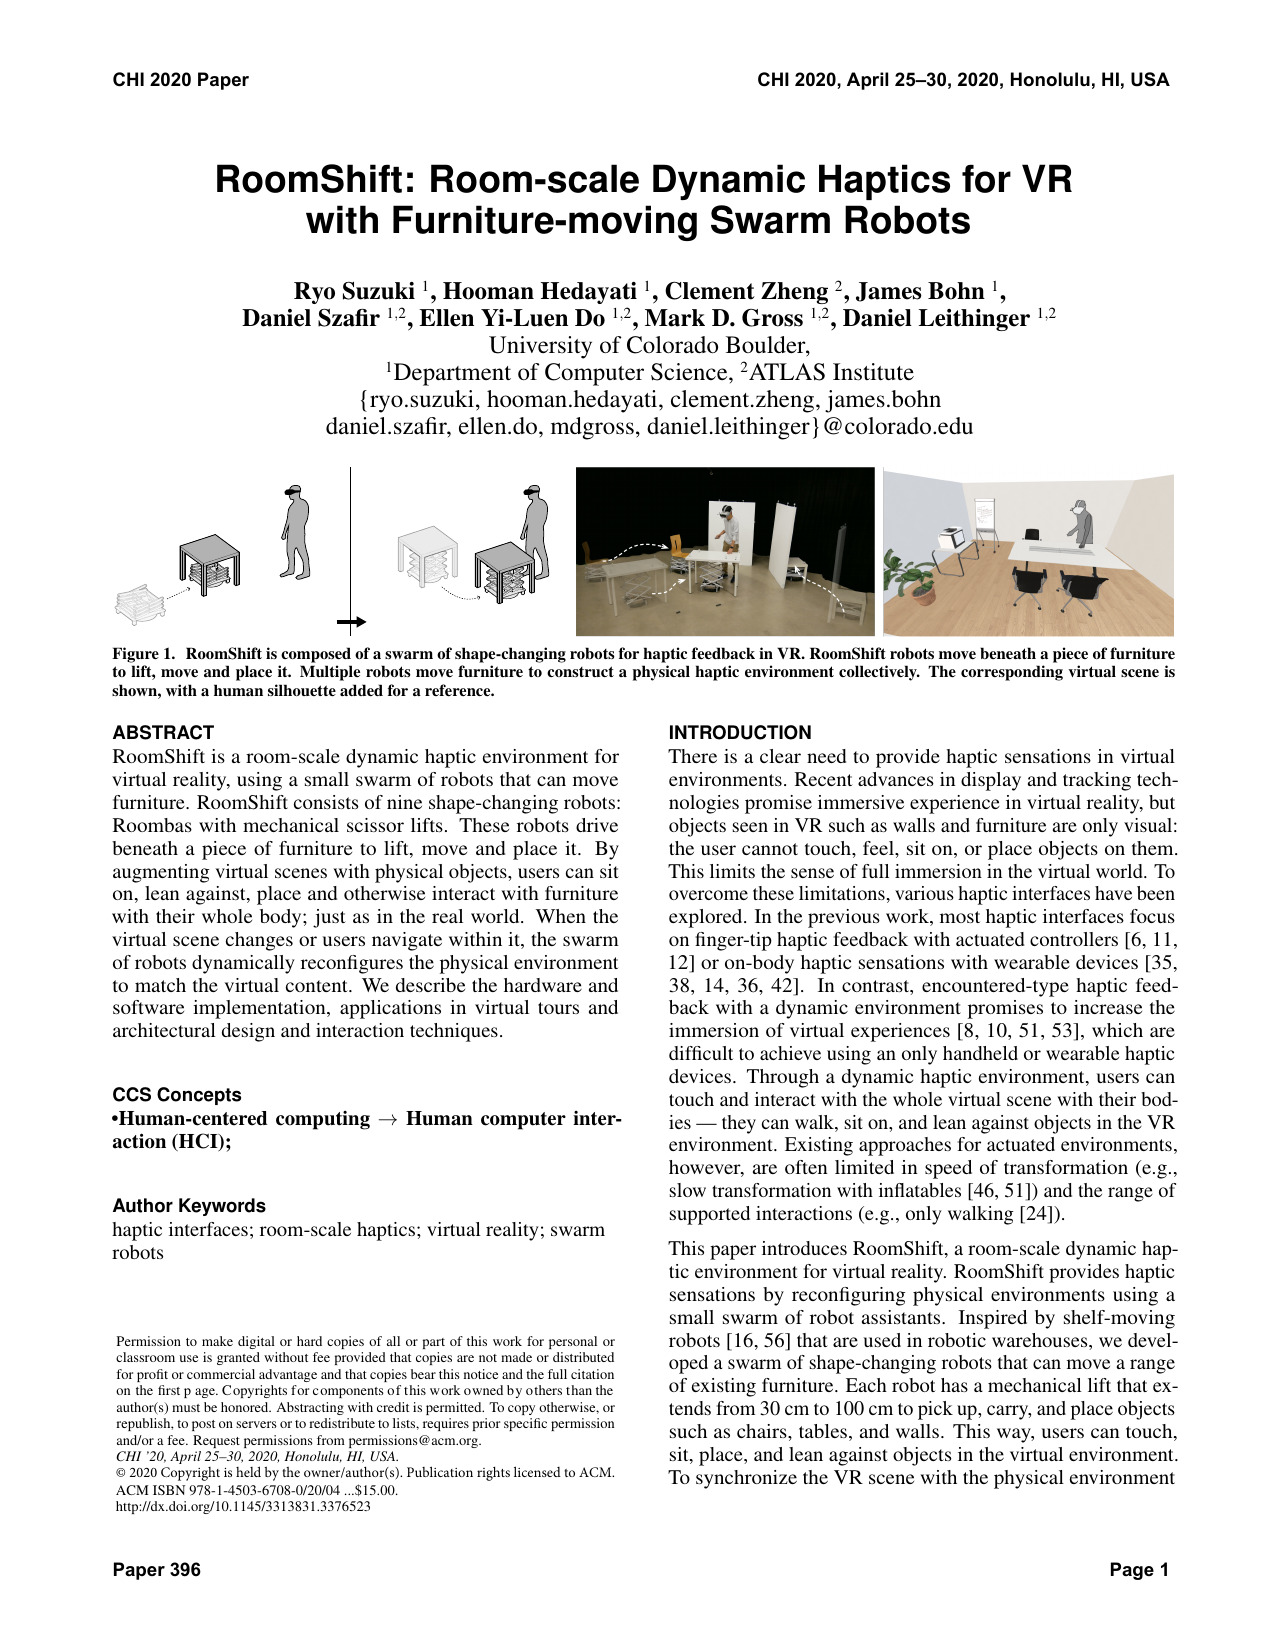 CHI 2020 Paper
CHI 2020, April 25–30, 2020, Honolulu, HI, USA
RoomShift: Room-scale Dynamic Haptics for VR
with Furniture-moving Swarm Robots
Ryo Suzuki 1, Hooman Hedayati 1, Clement Zheng 2, James Bohn 1,
Daniel Szafir 1,2, Ellen Yi-Luen Do 1,2, Mark D. Gross 1,2, Daniel Leithinger 1,2
University of Colorado Boulder,
1Department of Computer Science, 2ATLAS Institute
{ryo.suzuki, hooman.hedayati, clement.zheng, james.bohn
daniel.szafir, ellen.do, mdgross, daniel.leithinger}@colorado.edu
Figure 1. RoomShift is composed of a swarm of shape-changing robots for haptic feedback in VR. RoomShift robots move beneath a piece of furniture
to lift, move and place it. Multiple robots move furniture to construct a physical haptic environment collectively. The corresponding virtual scene is
shown, with a human silhouette added for a reference.
ABSTRACT
RoomShift is a room-scale dynamic haptic environment for
virtual reality, using a small swarm of robots that can move
furniture. RoomShift consists of nine shape-changing robots:
Roombas with mechanical scissor lifts. These robots drive
beneath a piece of furniture to lift, move and place it. By
augmenting virtual scenes with physical objects, users can sit
on, lean against, place and otherwise interact with furniture
with their whole body; just as in the real world. When the
virtual scene changes or users navigate within it, the swarm
of robots dynamically reconfigures the physical environment
to match the virtual content. We describe the hardware and
software implementation, applications in virtual tours and
architectural design and interaction techniques.
CCS Concepts
•Human-centered computing → Human computer inter-
action (HCI);
Author Keywords
haptic interfaces; room-scale haptics; virtual reality; swarm
robots
Permission to make digital or hard copies of all or part of this work for personal or
classroom use is granted without fee provided that copies are not made or distributed
for profit or commercial advantage and that copies bear this notice and the full citation
on the first p age. Copyrights for components of this work owned by others than the
author(s) must be honored. Abstracting with credit is permitted. To copy otherwise, or
republish, to post on servers or to redistribute to lists, requires prior specific permission
and/or a fee. Request permissions from permissions@acm.org.
CHI '20, April 25–30, 2020, Honolulu, HI, USA.
© 2020 Copyright is held by the owner/author(s). Publication rights licensed to ACM.
ACM ISBN 978-1-4503-6708-0/20/04 ...$15.00.
http://dx.doi.org/10.1145/3313831.3376523
INTRODUCTION
There is a clear need to provide haptic sensations in virtual
environments. Recent advances in display and tracking tech-
nologies promise immersive experience in virtual reality, but
objects seen in VR such as walls and furniture are only visual:
the user cannot touch, feel, sit on, or place objects on them.
This limits the sense of full immersion in the virtual world. To
overcome these limitations, various haptic interfaces have been
explored. In the previous work, most haptic interfaces focus
on finger-tip haptic feedback with actuated controllers [6, 11,
12] or on-body haptic sensations with wearable devices [35,
38, 14, 36, 42]. In contrast, encountered-type haptic feed-
back with a dynamic environment promises to increase the
immersion of virtual experiences [8, 10, 51, 53], which are
difficult to achieve using an only handheld or wearable haptic
devices. Through a dynamic haptic environment, users can
touch and interact with the whole virtual scene with their bod-
ies — they can walk, sit on, and lean against objects in the VR
environment. Existing approaches for actuated environments,
however, are often limited in speed of transformation (e.g.,
slow transformation with inflatables [46, 51]) and the range of
supported interactions (e.g., only walking [24]).
This paper introduces RoomShift, a room-scale dynamic hap-
tic environment for virtual reality. RoomShift provides haptic
sensations by reconfiguring physical environments using a
small swarm of robot assistants. Inspired by shelf-moving
robots [16, 56] that are used in robotic warehouses, we devel-
oped a swarm of shape-changing robots that can move a range
of existing furniture. Each robot has a mechanical lift that ex-
tends from 30 cm to 100 cm to pick up, carry, and place objects
such as chairs, tables, and walls. This way, users can touch,
sit, place, and lean against objects in the virtual environment.
To synchronize the VR scene with the physical environment
Paper 396
Page 1